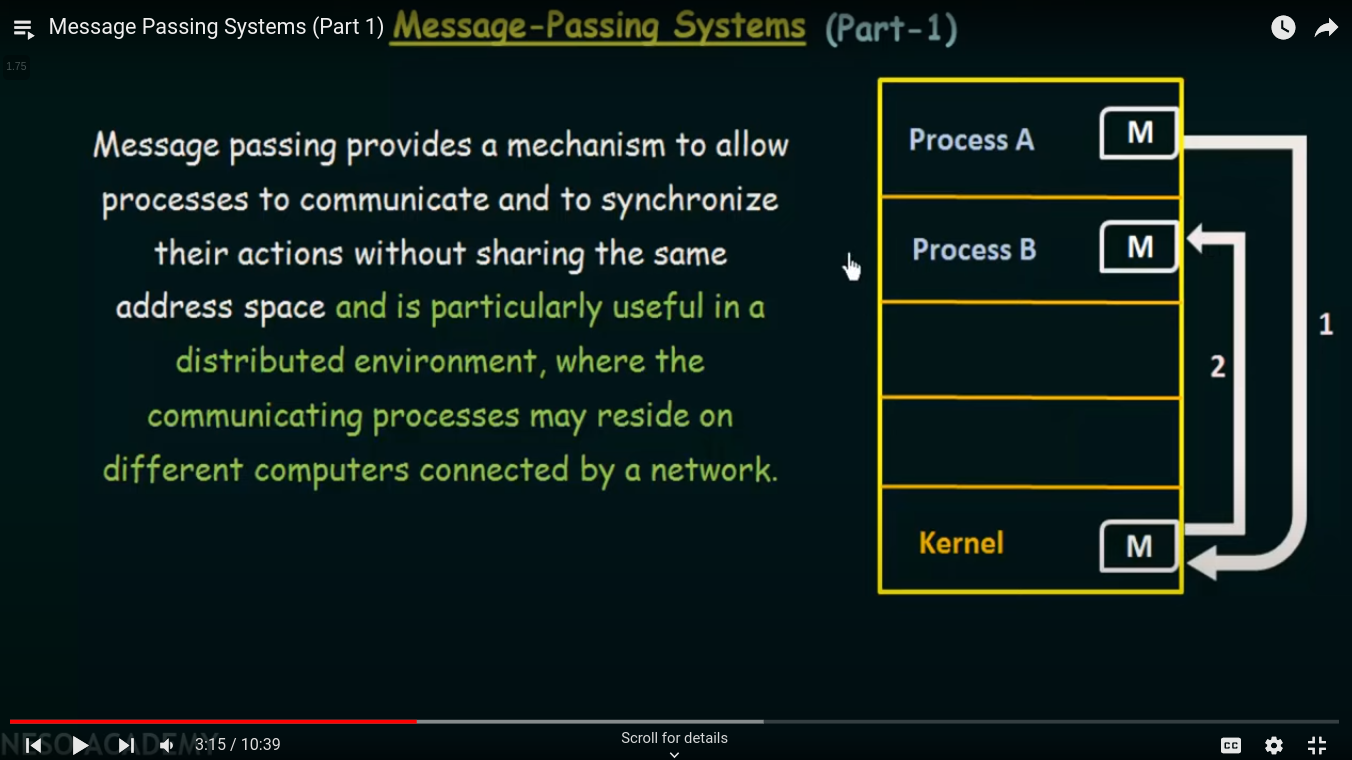 Message Passing Systems (Part 1)
Message-Passing Systems (Part-1)
1.75
Message passing provides a mechanism to allow
processes to communicate and to synchronize
their actions without sharing the same
address space and is particularly useful in a
distributed environment, where the
communicating processes may reside on
different computers connected by a network.
Process A M
Process B M
1
2
Kernel M
NESO ACADEMY
3:15 / 10:39
Scroll for details
CC